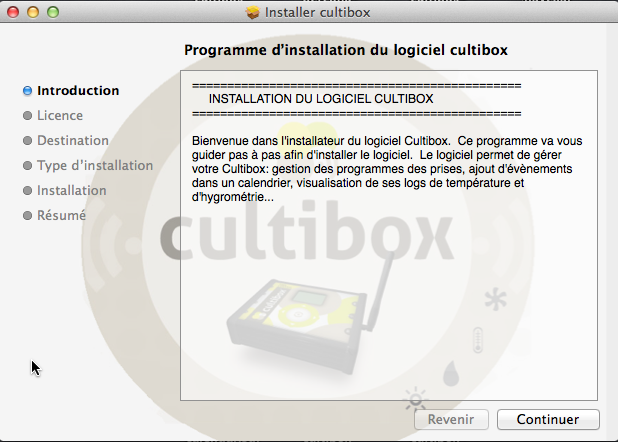 Installer cultibox
Programme d'installation du logiciel cultibox
Introduction
Licence
Destination
Type d'installation
Installation
Résumé
===============================================
INSTALLATION DU LOGICIEL CULTIBOX
===============================================
Bienvenue dans l'installateur du logiciel Cultibox. Ce programme va vous
guider pas à pas afin d'installer le logiciel. Le logiciel permet de gérer
votre Cultibox: gestion des programmes des prises, ajout d'évènements
dans un calendrier, visualisation de ses logs de température et
d'hygrométrie...
cultibox
Revenir
Continuer